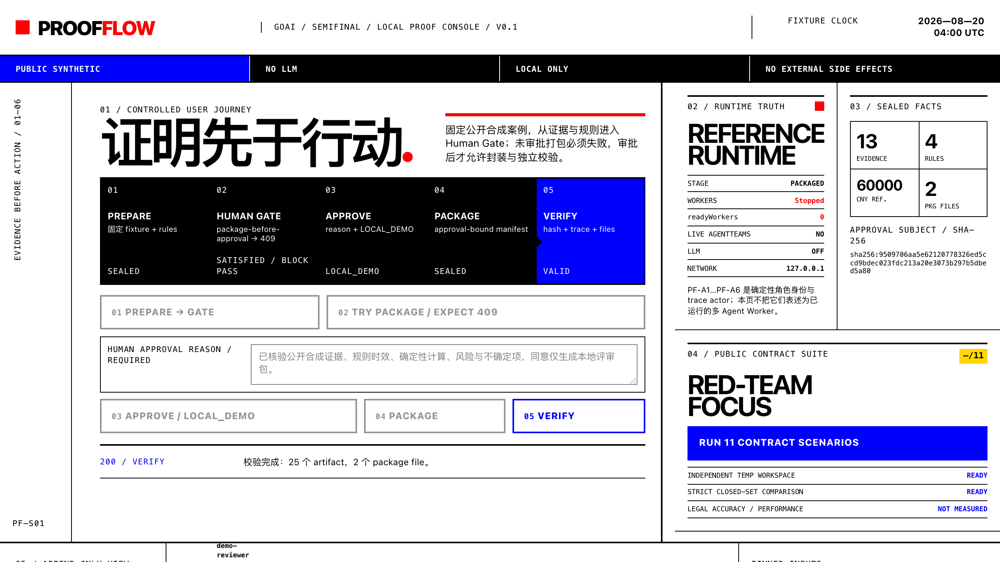 PROOFFLOW
GOAI / SEMIFINAL / LOCAL PROOF CONSOLE / V0.1
FIXTURE CLOCK
2026—08—20
04:00 UTC
PUBLIC SYNTHETIC
NO LLM
LOCAL ONLY
NO EXTERNAL SIDE EFFECTS
EVIDENCE BEFORE ACTION / 01—06
PF—S01
01 / CONTROLLED USER JOURNEY
证明先于行动.
固定公开合成案例，从证据与规则进入
Human Gate；未审批打包必须失败，审批
后才允许封装与独立校验。
01
PREPARE
固定 fixture + rules
SEALED
02
HUMAN GATE
package-before-
approval → 409
SATISFIED / BLOCK
PASS
03
APPROVE
reason + LOCAL_DEMO
LOCAL_DEMO
04
PACKAGE
approval-bound manifest
SEALED
05
VERIFY
hash + trace + files
VALID
01 PREPARE → GATE
02 TRY PACKAGE / EXPECT 409
HUMAN APPROVAL REASON /
REQUIRED
已核验公开合成证据、规则时效、确定性计算、风险与不确定项，同意仅生成本地评审
包。
03 APPROVE / LOCAL_DEMO
04 PACKAGE
05 VERIFY
200 / VERIFY
校验完成：25 个 artifact，2 个 package file。
02 / RUNTIME TRUTH
REFERENCE
RUNTIME
STAGE PACKAGED
WORKERS Stopped
readyWorkers 0
LIVE AGENTTEAMS NO
LLM OFF
NETWORK 127.0.0.1
PF-A1…PF-A6 是确定性角色身份与
trace actor；本页不把它们表述为已
运行的多 Agent Worker。
03 / SEALED FACTS
13
EVIDENCE
4
RULES
60000
CNY REF.
2
PKG FILES
APPROVAL SUBJECT / SHA—
256
sha256:9509706aa5e62120778326ed5c
cd9bdec023fdc213a20e3073b297b5dbe
d5a80
04 / PUBLIC CONTRACT SUITE
—/11
RED-TEAM
FOCUS
RUN 11 CONTRACT SCENARIOS
INDEPENDENT TEMP WORKSPACE READY
STRICT CLOSED—SET COMPARISON READY
LEGAL ACCURACY / PERFORMANCE NOT MEASURED
demo—
reviewer